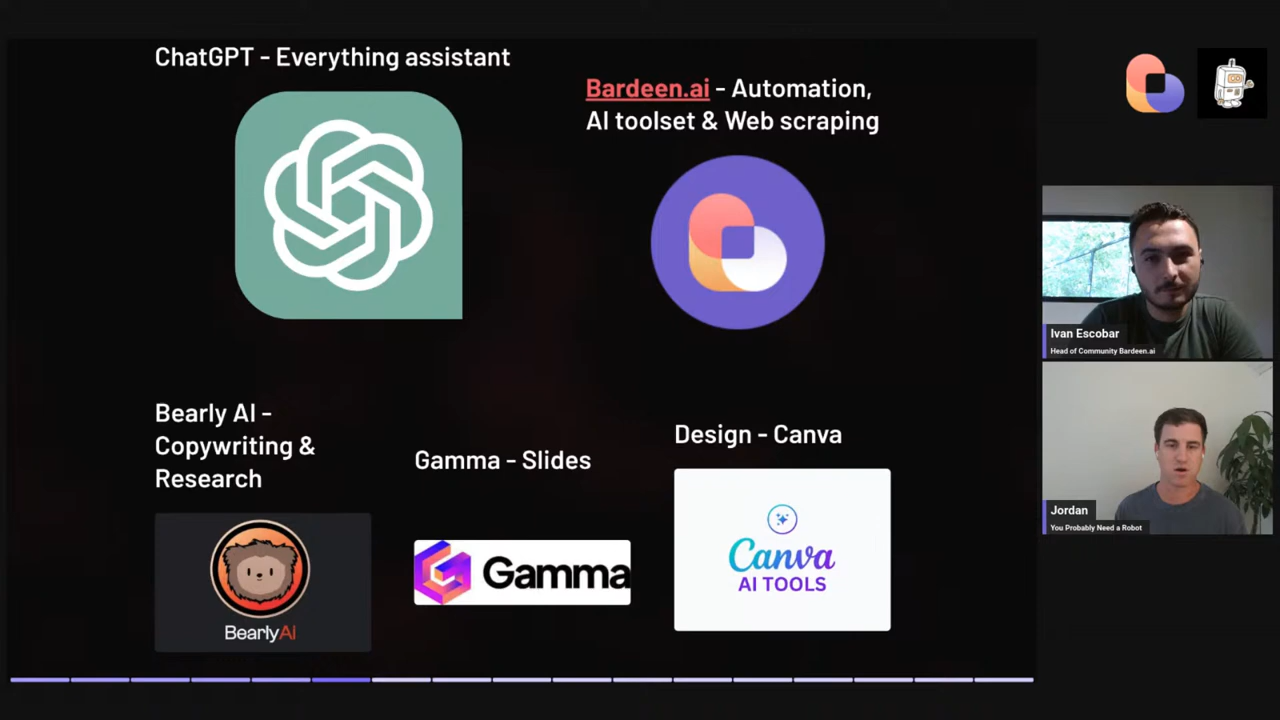 ChatGPT - Everything assistant
Bardeen.ai - Automation,
AI toolset & Web scraping
Bearly AI -
Copywriting &
Research
BearlyAI
Gamma - Slides
Gamma
Design - Canva
Canva
AI TOOLS
Ivan Escobar
Head of Community Bardeen.ai
Jordan
You Probably Need a Robot